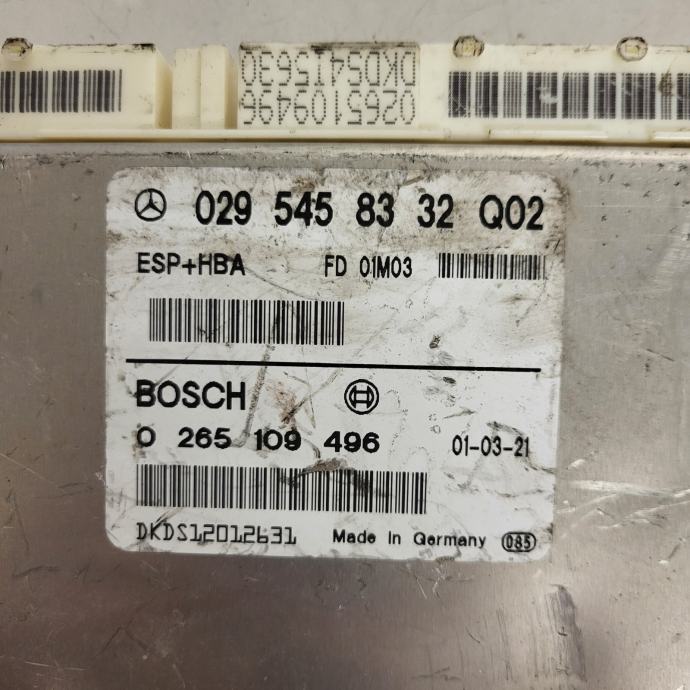 DKDS415630
0265109496
029 545 83 32 Q02
ESP+HBA FD 01M03
BOSCH
0 265 109 496 01-03-21
DKDS12012631 Made In Germany 085